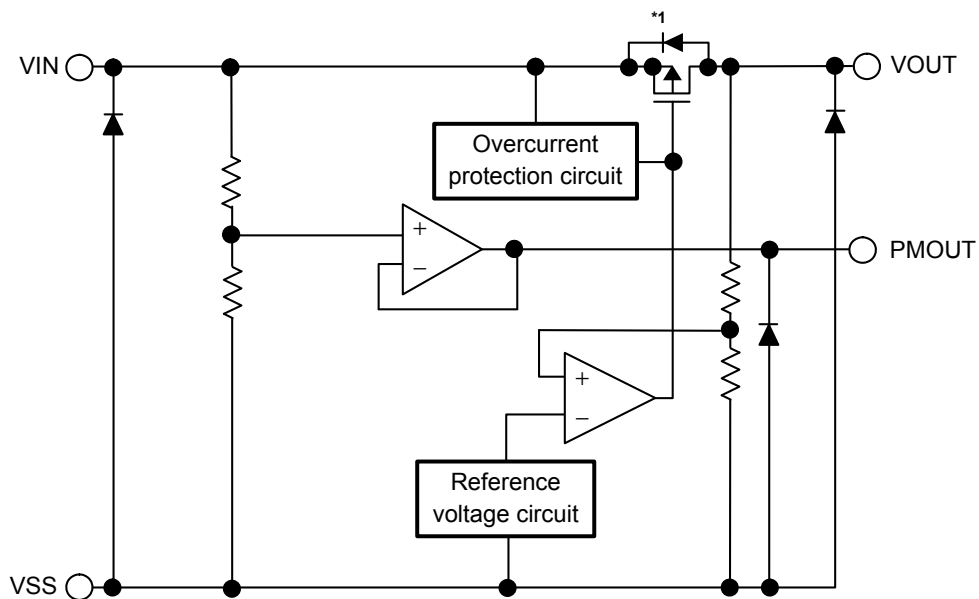 *1
VIN
VOUT
Overcurrent
protection circuit
+
−
PMOUT
+
−
Reference
voltage circuit
VSS